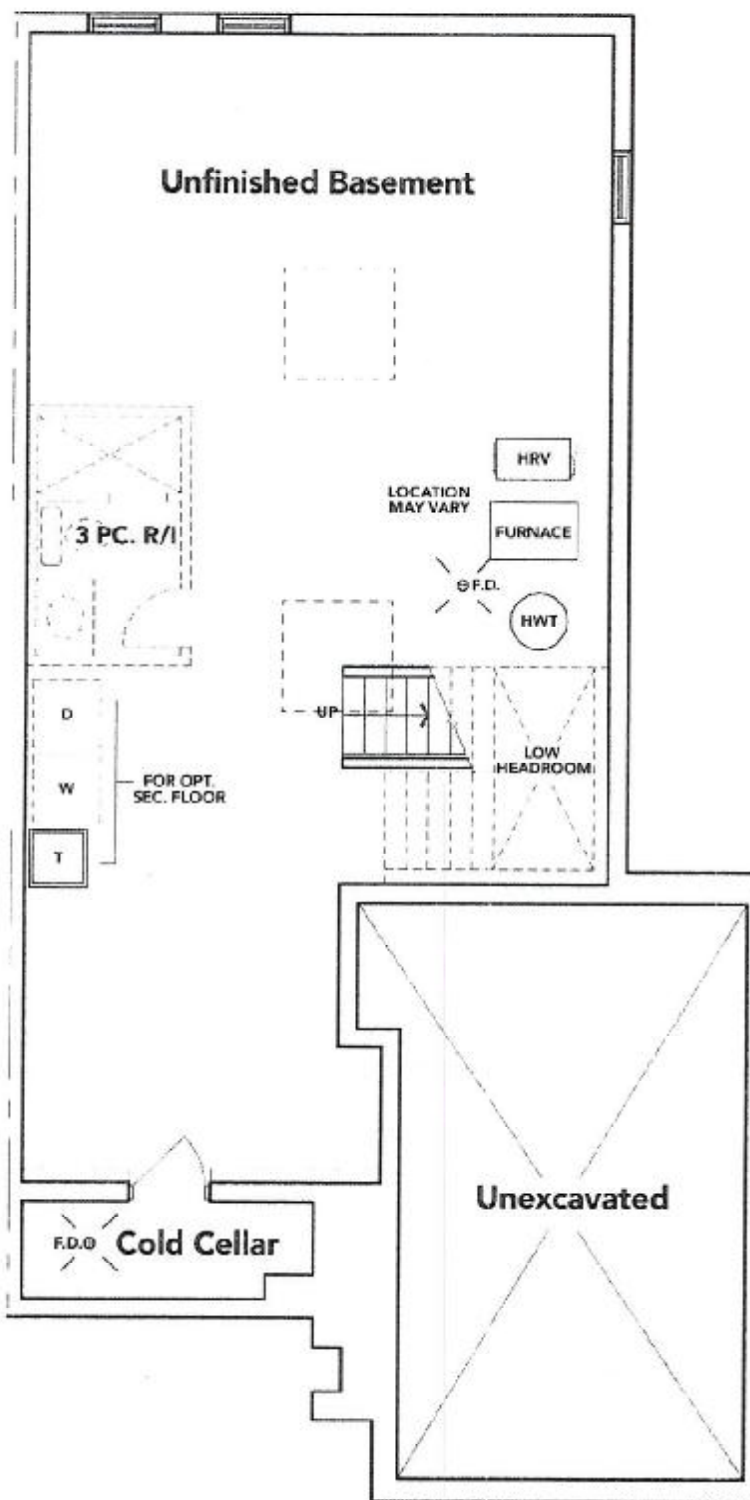 Unfinished Basement
HRV
LOCATION
MAY VARY
FURNACE
3 PC. R/I
F.D.
HWT
D
UP
W
FOR OPT.
SEC. FLOOR
LOW
HEADROOM
T
Unexcavated
F.D.
Cold Cellar